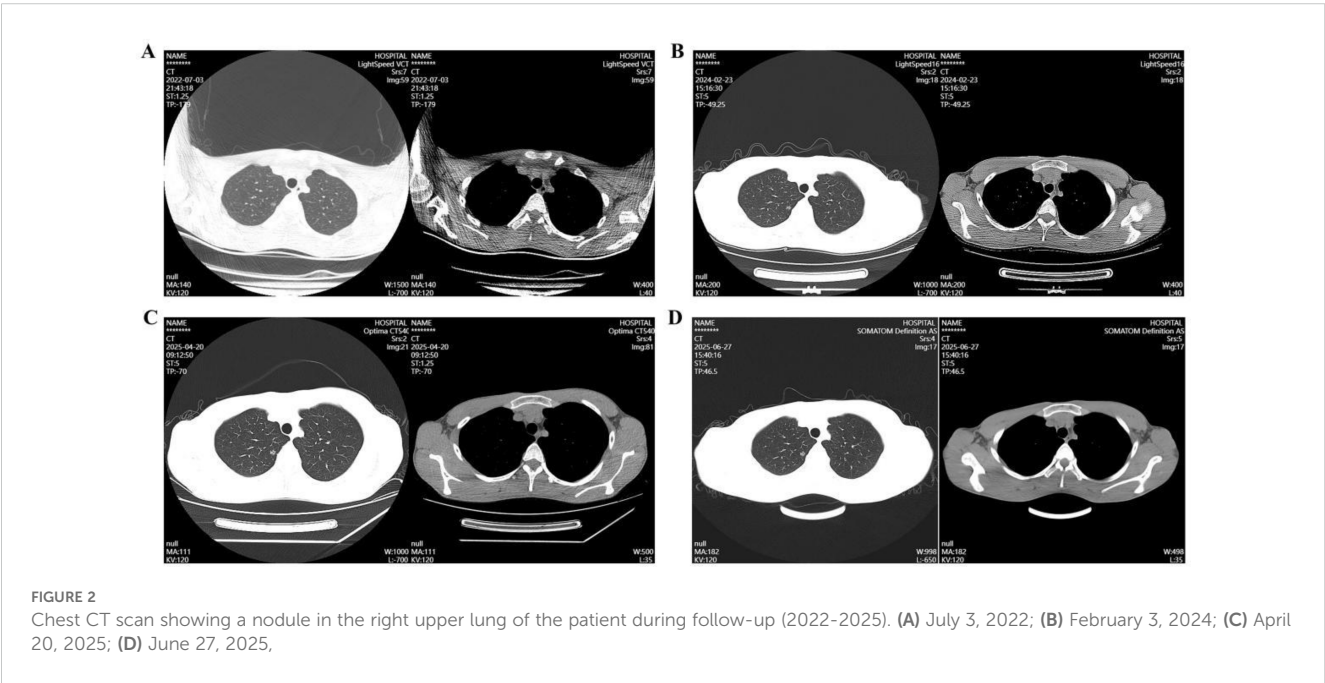 A
NAME
********
CT
2022-07-03
21:43:18
ST:1.25
TP:-179
HOSPITAL
LightSpeed VCT
Srs:7
Img:59
null
MA:140
KV:120
W:1500
L:-700
NAME
********
CT
2022-07-03
21:43:18
ST:1.25
TP:-179
HOSPITAL
LightSpeed VCT
Srs:7
Img:59
null
MA:140
KV:120
W:400
L:40
B
NAME
********
CT
2024-02-23
15:16:30
ST:5
TP:-49.25
HOSPITAL
LightSpeed16
Srs:2
Img:18
null
MA:200
KV:120
W:1000
L:-700
NAME
********
CT
2024-02-23
15:16:30
ST:5
TP:-49.25
HOSPITAL
LightSpeed16
Srs:2
Img:18
null
MA:200
KV:120
W:400
L:40
C
NAME
********
CT
2025-04-20
09:12:50
ST:5
TP:-70
HOSPITAL
Optima CT540
Srs:2
Img:21
null
MA:111
KV:120
W:1000
L:-700
NAME
********
CT
2025-04-20
09:12:50
ST:1.25
TP:-70
HOSPITAL
Optima CT540
Srs:4
Img:81
null
MA:111
KV:120
W:500
L:35
D
NAME
********
CT
2025-06-27
15:40:16
ST:5
TP:46.5
HOSPITAL
SOMATOM Definition AS
Srs:4
Img:17
null
MA:182
KV:120
W:998
L:-650
NAME
********
CT
2025-06-27
15:40:16
ST:5
TP:46.5
HOSPITAL
SOMATOM Definition AS
Srs:5
Img:17
null
MA:182
KV:120
W:498
L:35
FIGURE 2
Chest CT scan showing a nodule in the right upper lung of the patient during follow-up (2022-2025). (A) July 3, 2022; (B) February 3, 2024; (C) April
20, 2025; (D) June 27, 2025,